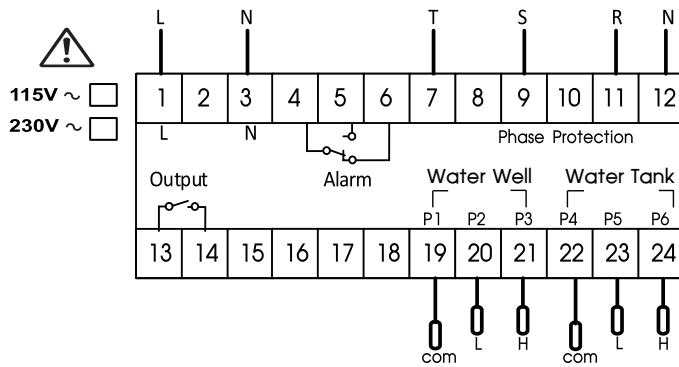 L N T S R N
115V ~ 1 2 3 4 5 6 7 8 9 10 11 12
230V ~ L N Phase Protection
Output Alarm Water Well Water Tank
P1 P2 P3 P4 P5 P6
13 14 15 16 17 18 19 20 21 22 23 24
L H L H
com com